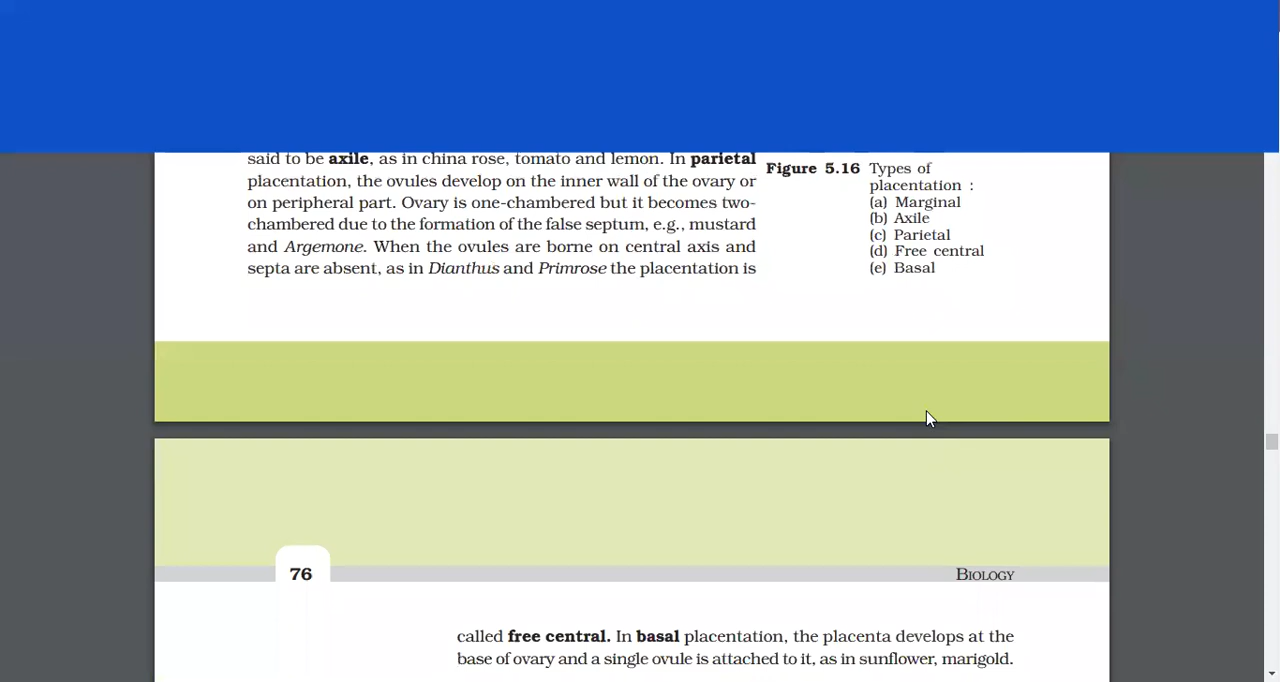 said to be axile, as in china rose, tomato and lemon. In parietal
placentation, the ovules develop on the inner wall of the ovary or
on peripheral part. Ovary is one-chambered but it becomes two-
chambered due to the formation of the false septum, e.g., mustard
and Argemone. When the ovules are borne on central axis and
septa are absent, as in Dianthus and Primrose the placentation is
Figure 5.16 Types of
placentation :
(a) Marginal
(b) Axile
(c) Parietal
(d) Free central
(e) Basal
76
BIOLOGY
called free central. In basal placentation, the placenta develops at the
base of ovary and a single ovule is attached to it, as in sunflower, marigold.